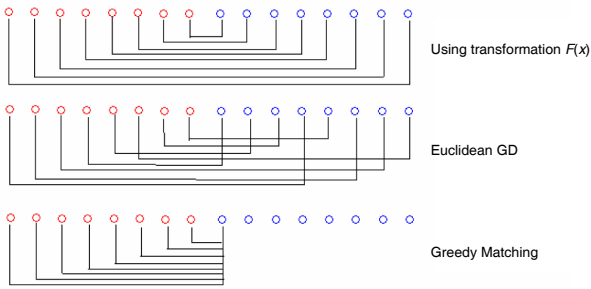 Using transformation F(x)
Euclidean GD
Greedy Matching